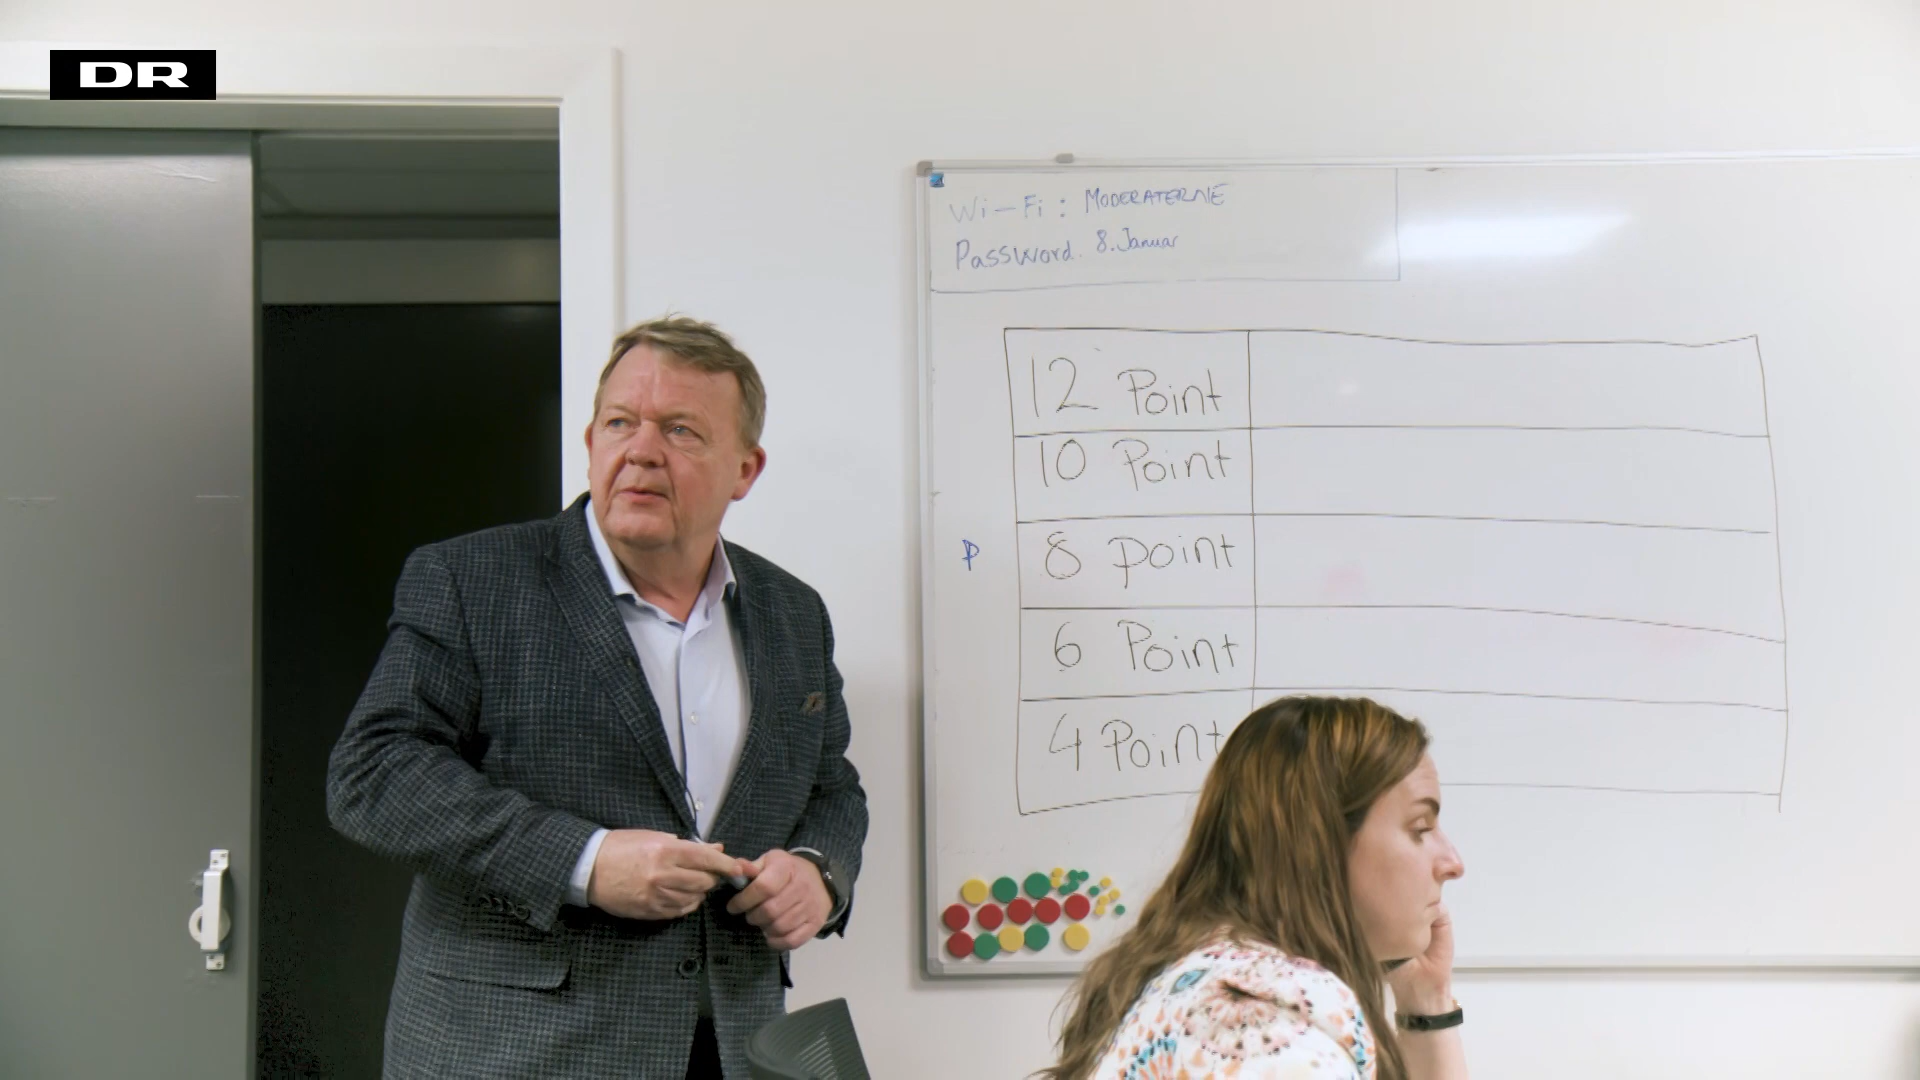 DR
Wi-Fi: MODERATERNE
Password. 8. Januar
12 Point
10 Point
P
8 point
6 Point
4 Point